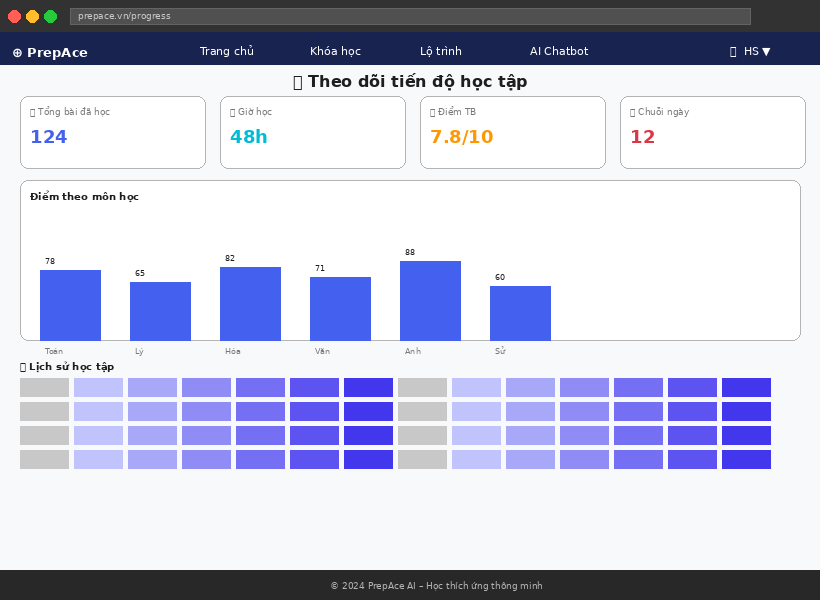 prepace.vn/progress
⊕ PrepAce
Trang chủ
Khóa học
Lộ trình
AI Chatbot
HS ▼
Theo dõi tiến độ học tập
Tổng bài đã học
Giờ học
Điểm TB
Chuỗi ngày
124
48h
7.8/10
12
Điểm theo môn học
78
65
82
71
88
60
Toán
Lý
Hóa
Văn
Anh
Sử
Lịch sử học tập
© 2024 PrepAce AI – Học thích ứng thông minh